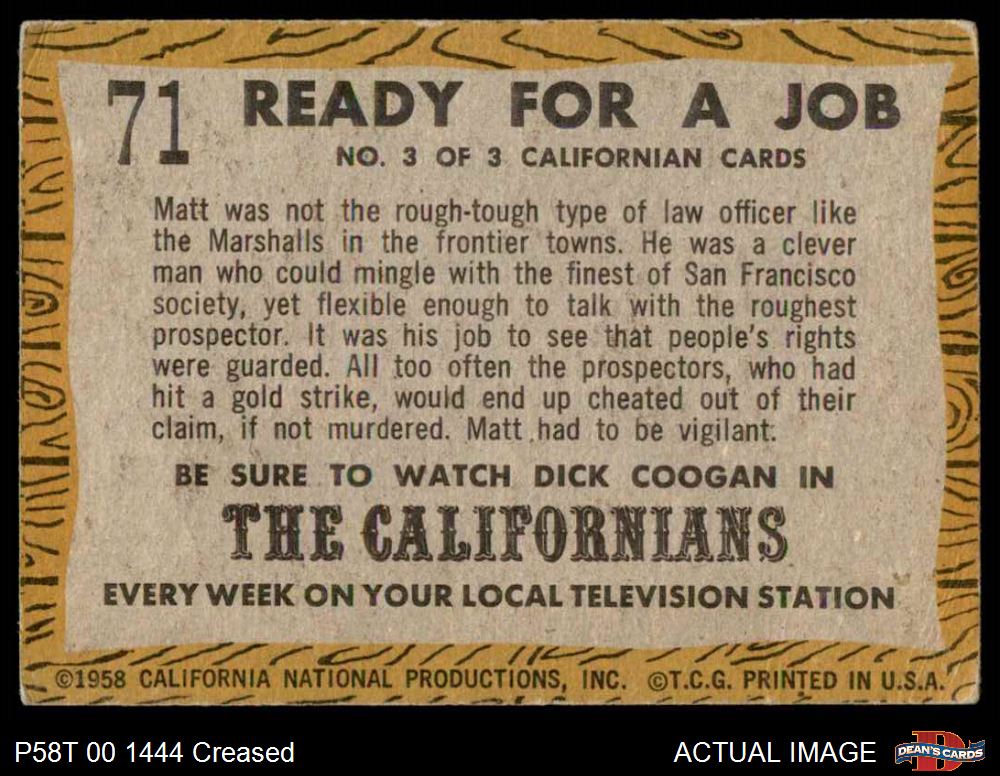 71 READY FOR A JOB
NO. 3 OF 3 CALIFORNIAN CARDS
Matt was not the rough-tough type of law officer like
the Marshalls in the frontier towns. He was a clever
man who could mingle with the finest of San Francisco
society, yet flexible enough to talk with the roughest
prospector. It was his job to see that people's rights
were guarded. All too often the prospectors, who had
hit a gold strike, would end up cheated out of their
claim, if not murdered. Matt had to be vigilant.
BE SURE TO WATCH DICK COOGAN IN
THE CALIFORNIANS
EVERY WEEK ON YOUR LOCAL TELEVISION STATION
©1958 CALIFORNIA NATIONAL PRODUCTIONS, INC. ©T.C.G. PRINTED IN U.S.A.
P58T 00 1444 Creased ACTUAL IMAGE DEAN'S CARDS